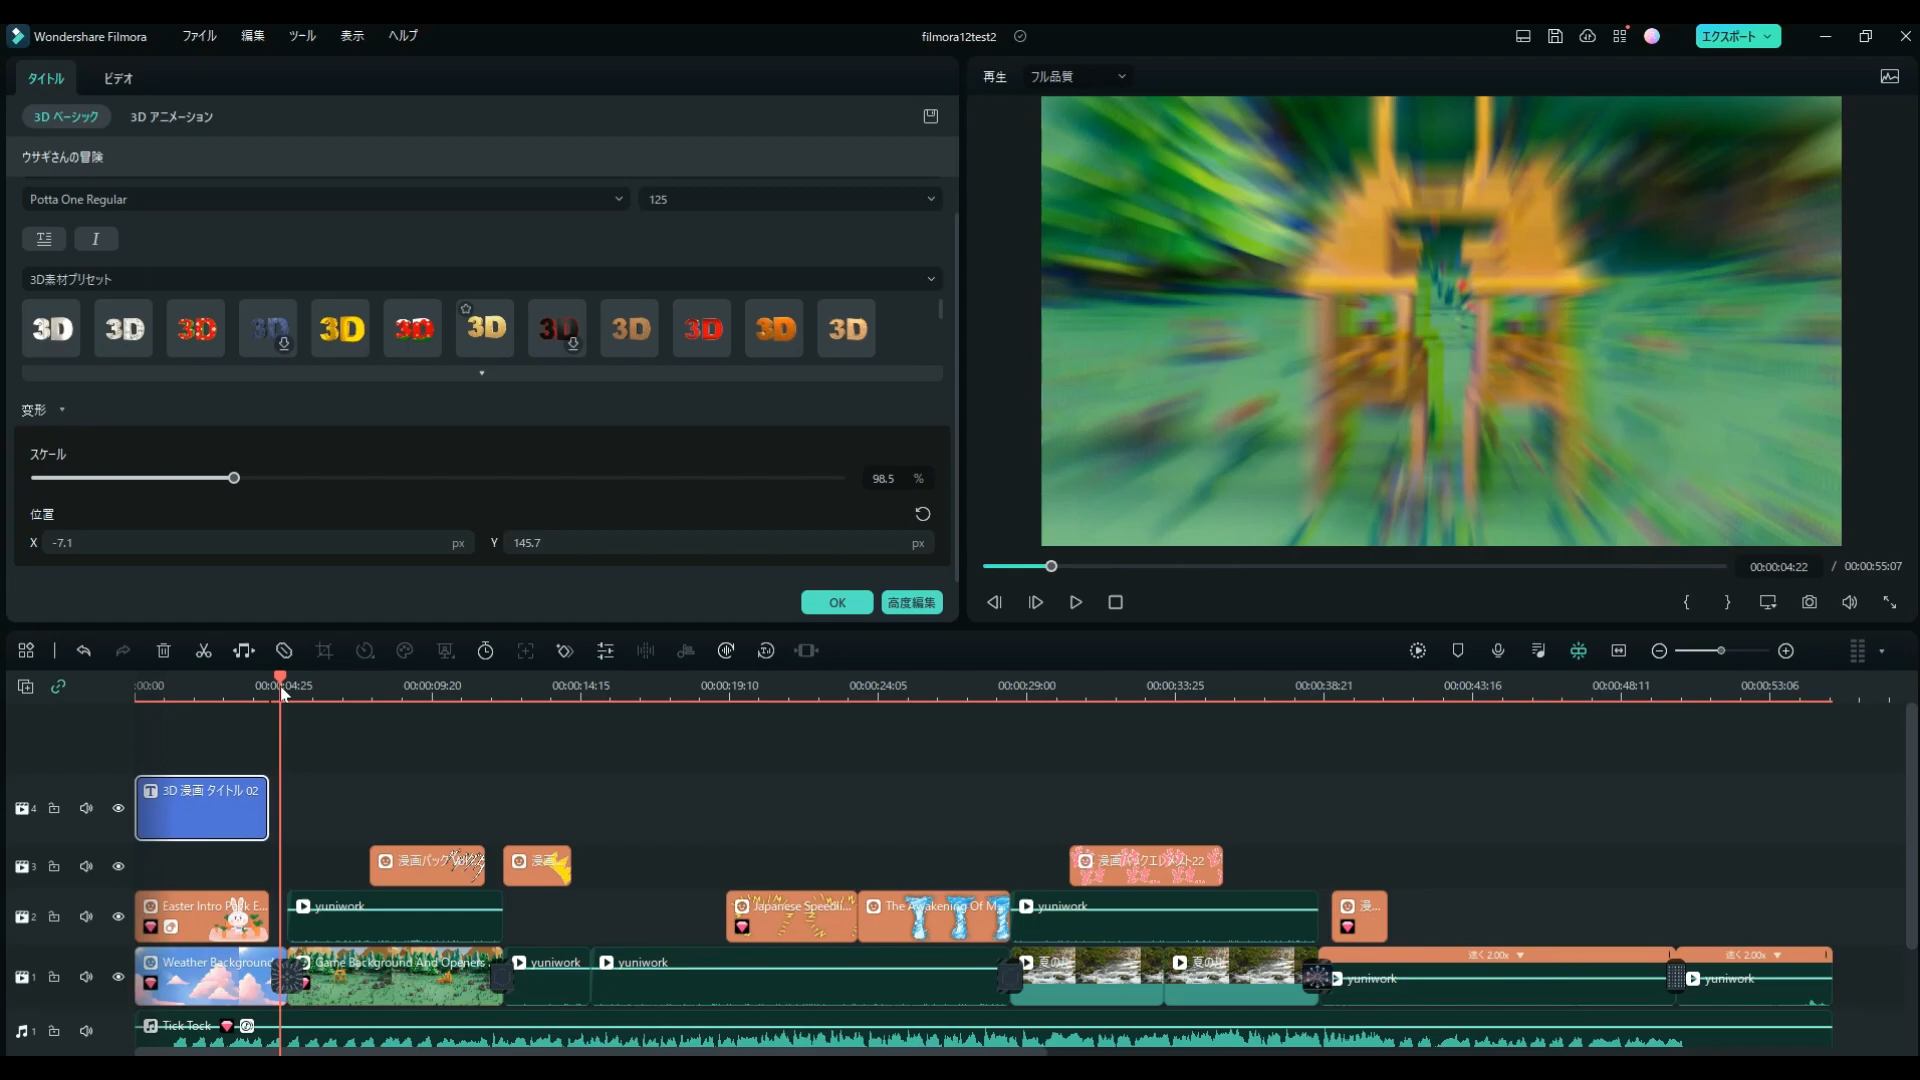 Wondershare Filmora ファイル 編集 ツール 表示 ヘルプ filmora12test2 エクスポート
タイトル ビデオ
再生 フル品質
3D ベーシック 3D アニメーション
ウサギさんの冒険
Potta One Regular 125
I
3D素材プリセット
3D 3D 3D 3D 3D 3D 3D 3D 3D 3D 3D 3D
変形
スケール
98.5 %
位置
X -7.1 px Y 145.7 px
00:00:04:22 / 00:00:55:07
OK 高度編集
:00:00 00:00:04:25 00:00:09:20 00:00:14:15 00:00:19:10 00:00:24:05 00:00:29:00 00:00:33:25 00:00:38:21 00:00:43:16 00:00:48:11 00:00:53:06
4 3D 漫画 タイトル 02
3 漫画パック 漫画 漫画パックエレメント22
2 Easter Intro Pack E... yuniwork Japanese Speedli... The Awakening Of M yuniwork 漫...
1 Weather Background Game Background And Openers yuniwork yuniwork 夏の川 夏の川 速く 2.00x yuniwork 速く 2.00x yuniwork
1 Tick Tock